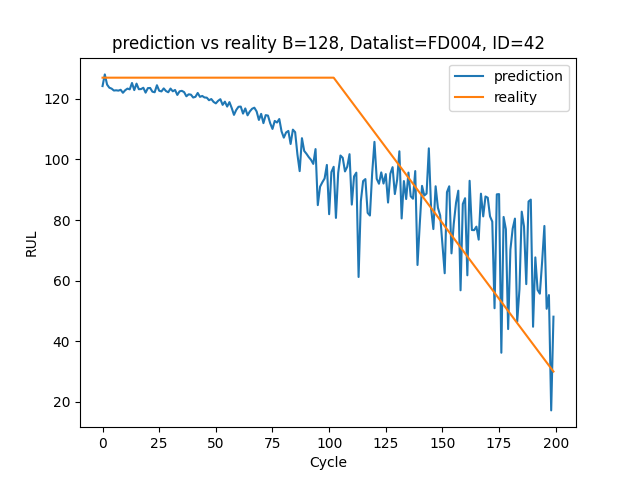 prediction vs reality B=128, Datalist=FD004, ID=42
prediction
reality
RUL
120
100
80
60
40
20
0 25 50 75 100 125 150 175 200
Cycle